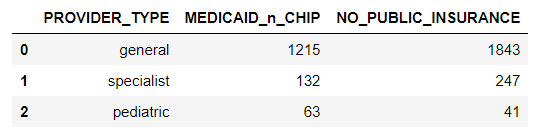 PROVIDER_TYPE MEDICAID_n_CHIP NO_PUBLIC_INSURANCE
0 general 1215 1843
1 specialist 132 247
2 pediatric 63 41